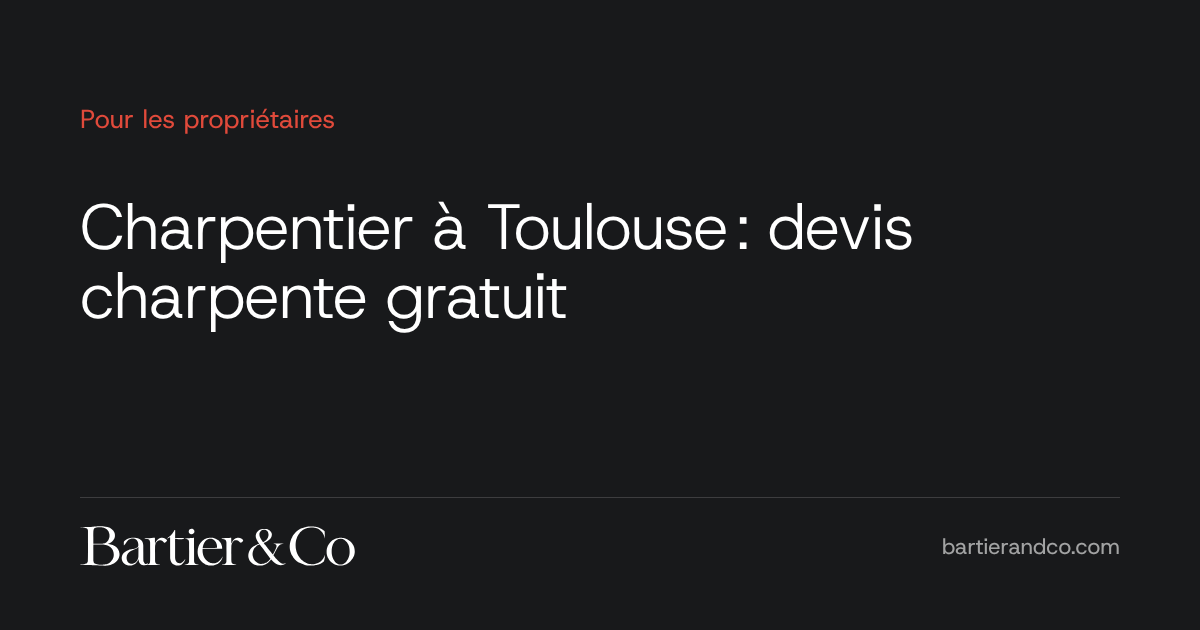 Pour les propriétaires
Charpentier à Toulouse : devis
charpente gratuit
Bartier & Co
bartierandco.com